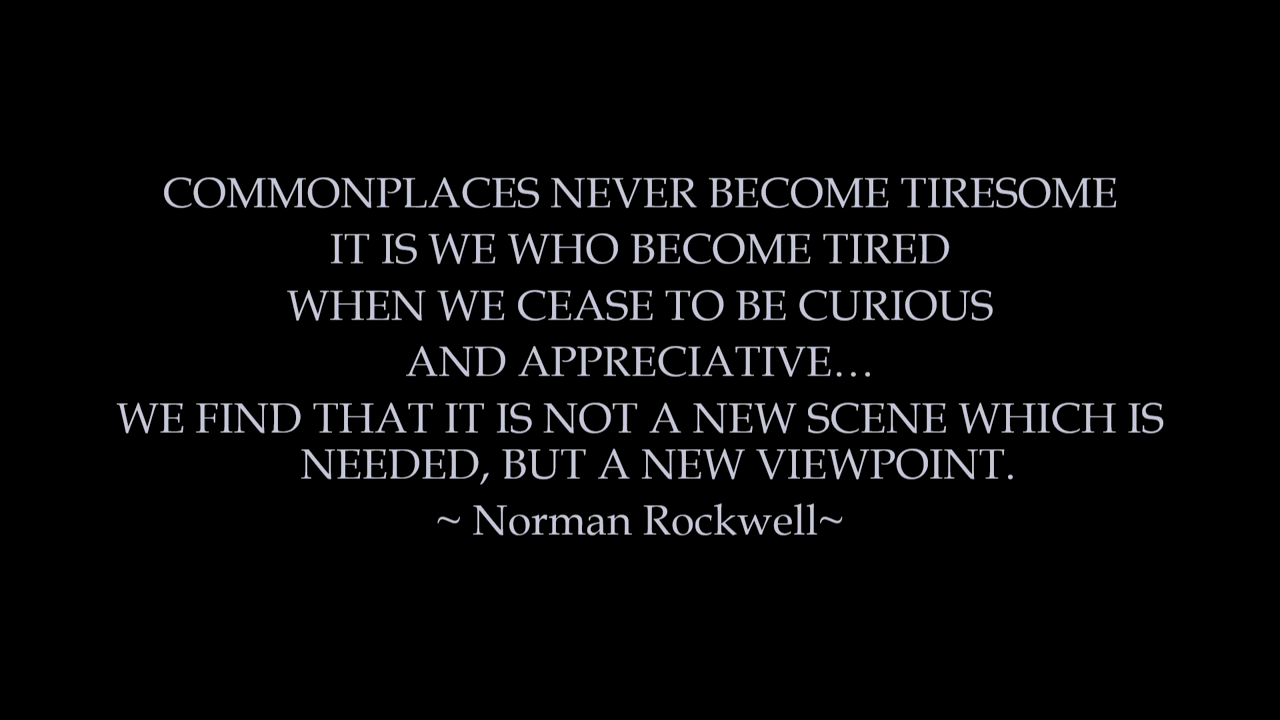 COMMONPLACES NEVER BECOME TIRESOME
IT IS WE WHO BECOME TIRED
WHEN WE CEASE TO BE CURIOUS
AND APPRECIATIVE…
WE FIND THAT IT IS NOT A NEW SCENE WHICH IS
NEEDED, BUT A NEW VIEWPOINT.
~ Norman Rockwell~